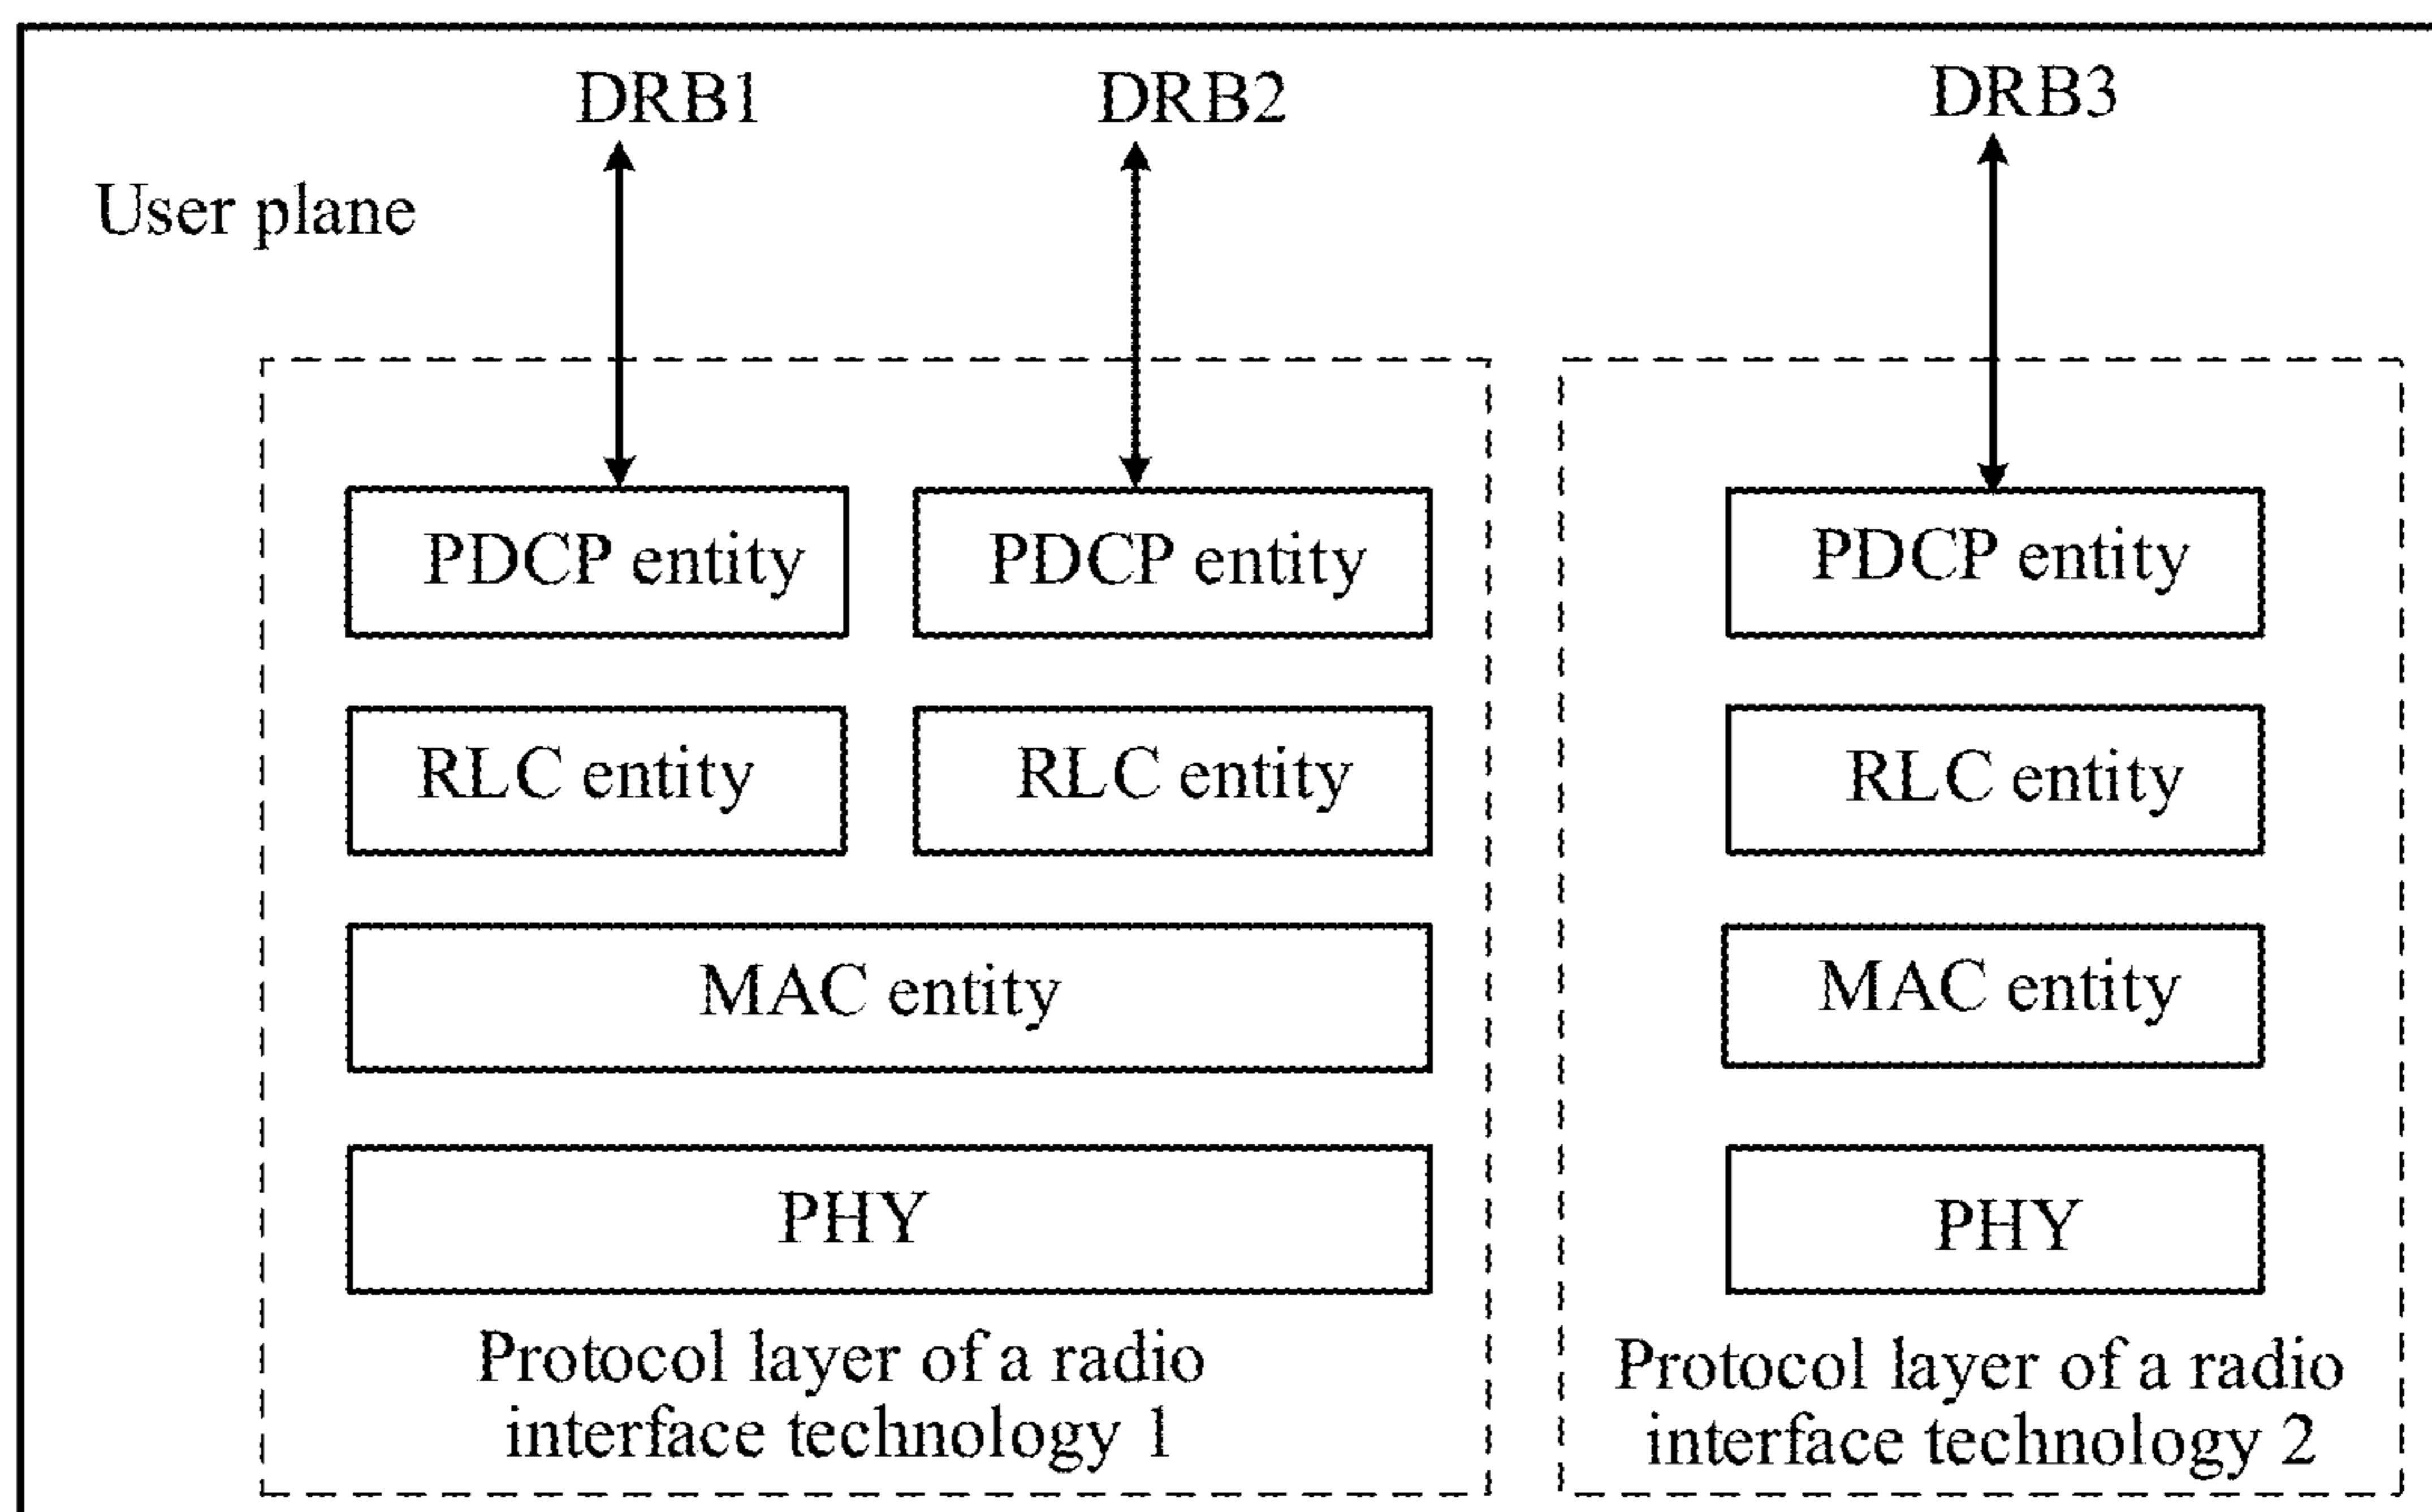 DRB1
DRB2
DRB3
User plane
PDCP entity
PDCP entity
PDCP entity
RLC entity
RLC entity
RLC entity
MAC entity
MAC entity
PHY
PHY
Protocol layer of a radio
interface technology 1
Protocol layer of a radio
interface technology 2